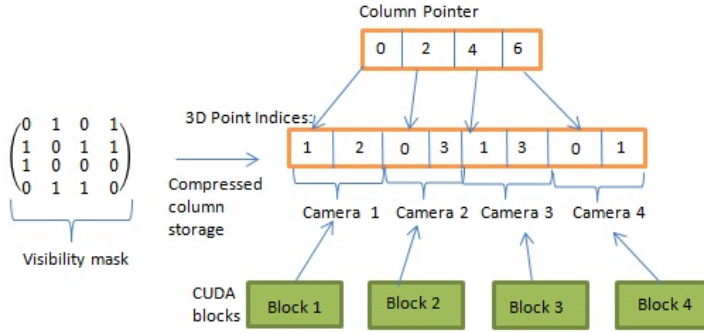 Column Pointer
0 2 4 6
3D Point Indices:
1 2 0 3 1 3 0 1
0 1 0 1
1 0 1 1
1 0 0 0
0 1 1 0
Compressed
column
storage
Camera 1 Camera 2 Camera 3 Camera 4
Visibility mask
CUDA
blocks
Block 1 Block 2 Block 3 Block 4